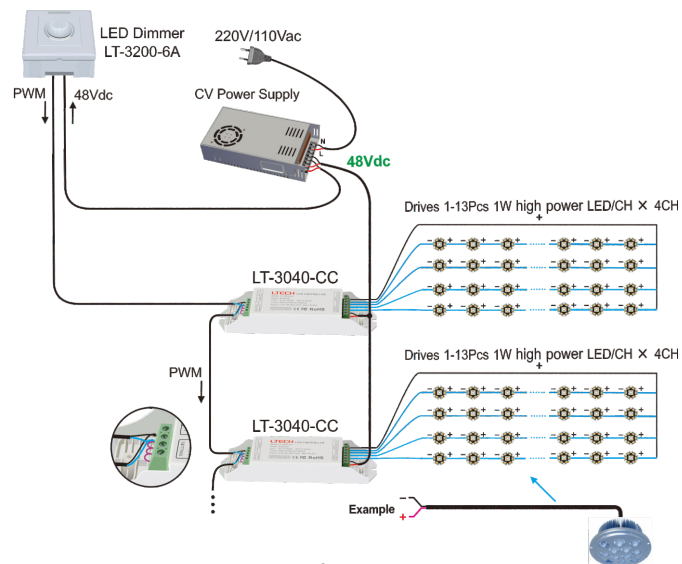 LED Dimmer
LT-3200-6A
220V/110Vac
PWM
48Vdc
CV Power Supply
N
L
48Vdc
Drives 1-13Pcs 1W high power LED/CH × 4CH
LT-3040-CC
LTECH
PWM
Drives 1-13Pcs 1W high power LED/CH × 4CH
LT-3040-CC
LTECH
Example